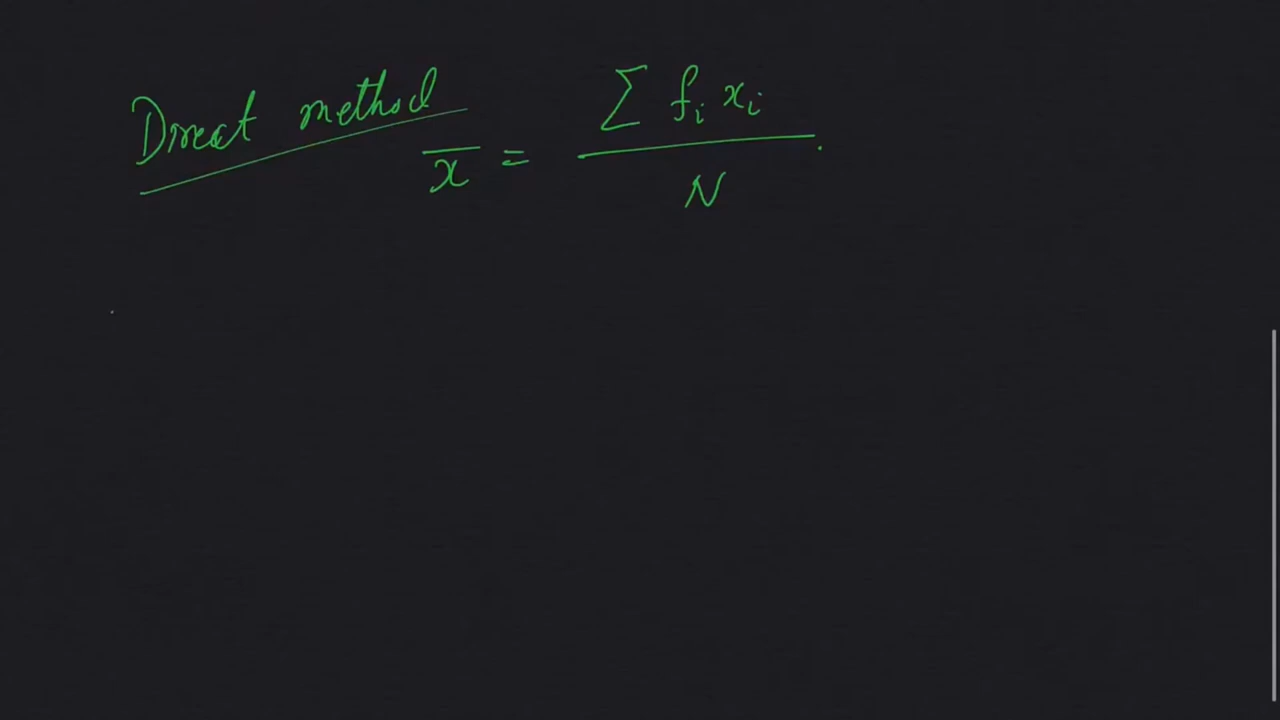 Direct method
x̄ = Σ fᵢ xᵢ / N